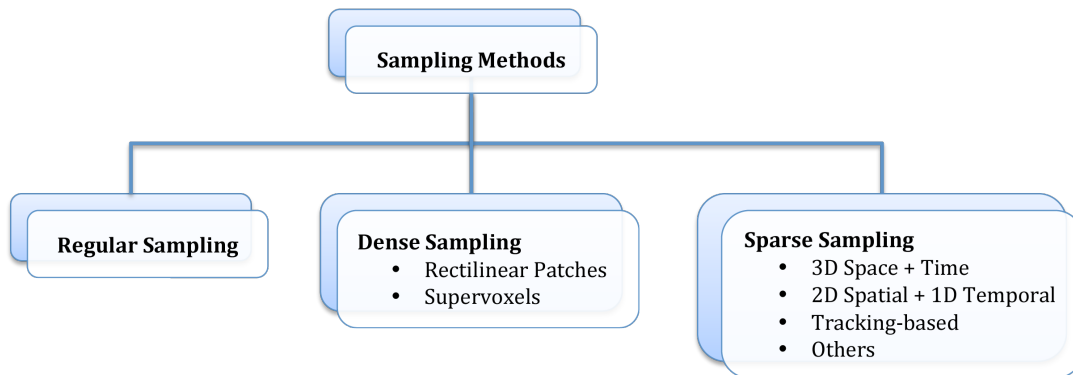 Sampling Methods
Regular Sampling
Dense Sampling
• Rectilinear Patches
• Supervoxels
Sparse Sampling
• 3D Space + Time
• 2D Spatial + 1D Temporal
• Tracking-based
• Others